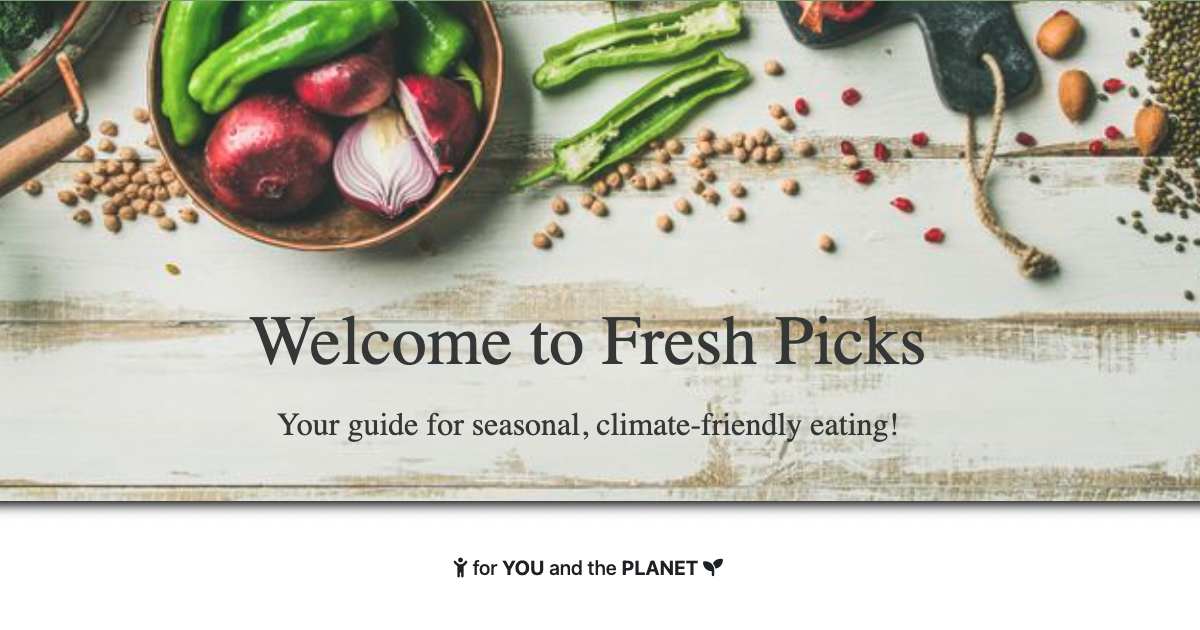 Welcome to Fresh Picks
Your guide for seasonal, climate-friendly eating!
for YOU and the PLANET